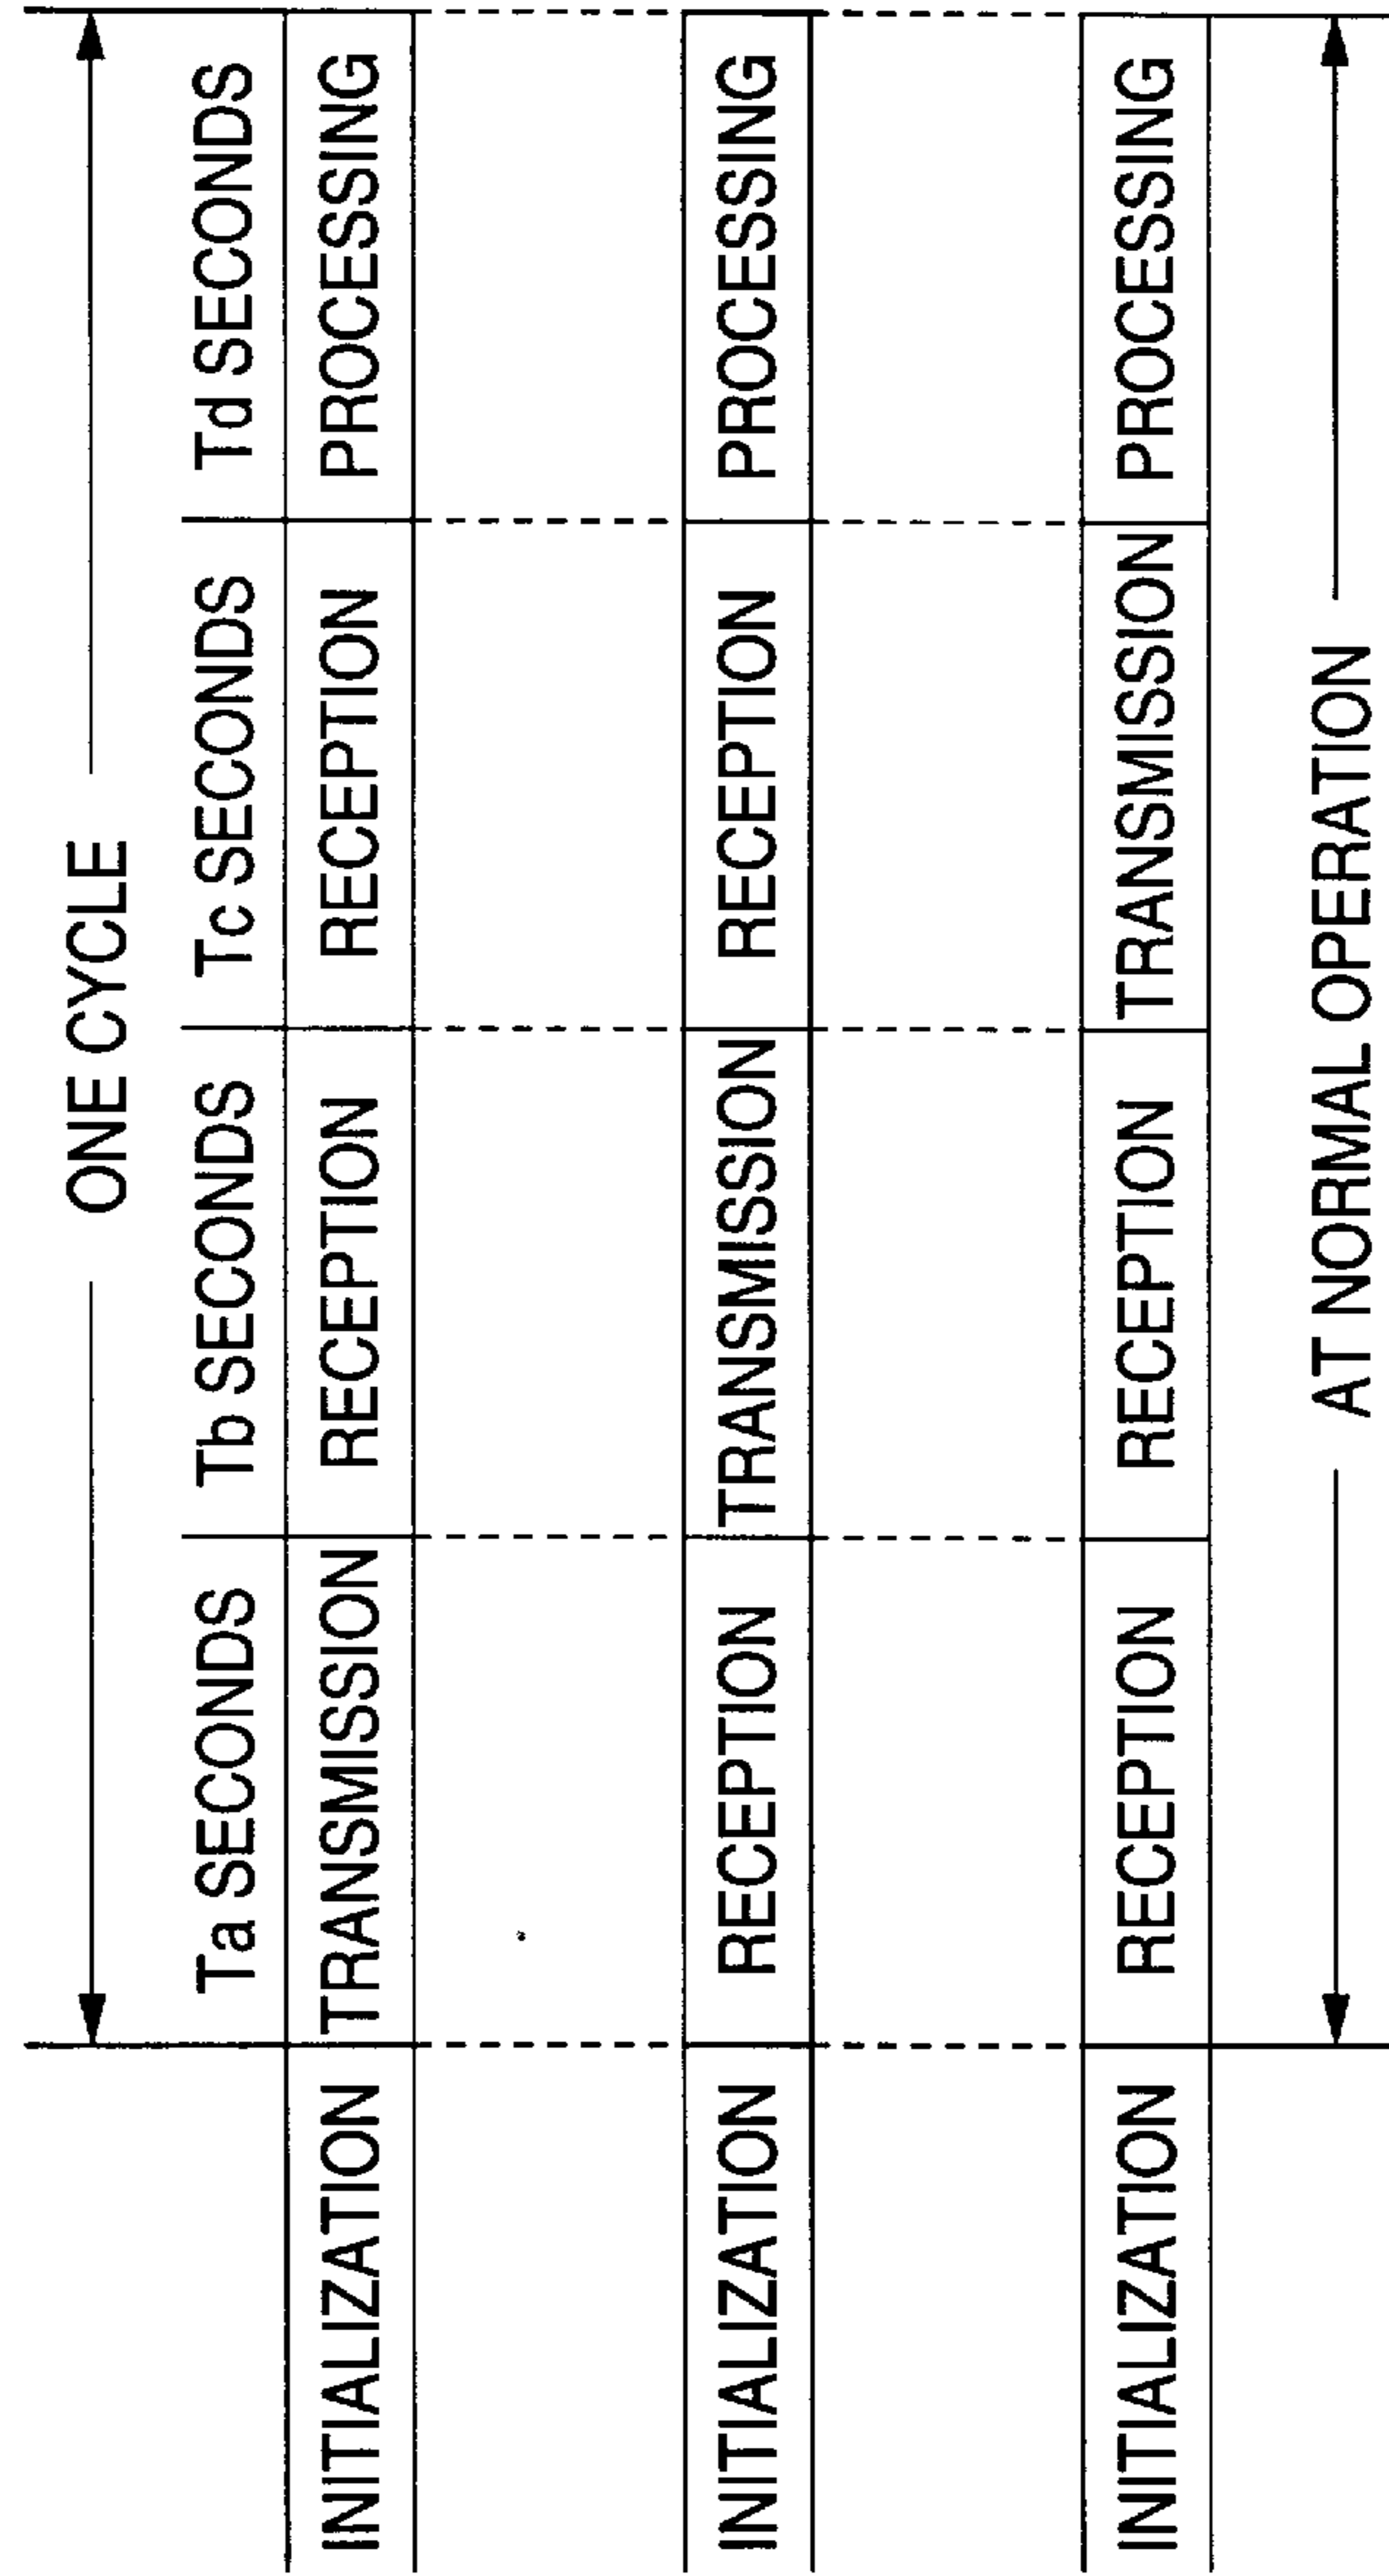 ONE CYCLE
Ta SECONDS Tb SECONDS Tc SECONDS Td SECONDS
INITIALIZATION TRANSMISSION RECEPTION RECEPTION PROCESSING
INITIALIZATION RECEPTION TRANSMISSION RECEPTION PROCESSING
INITIALIZATION RECEPTION RECEPTION TRANSMISSION PROCESSING
AT NORMAL OPERATION